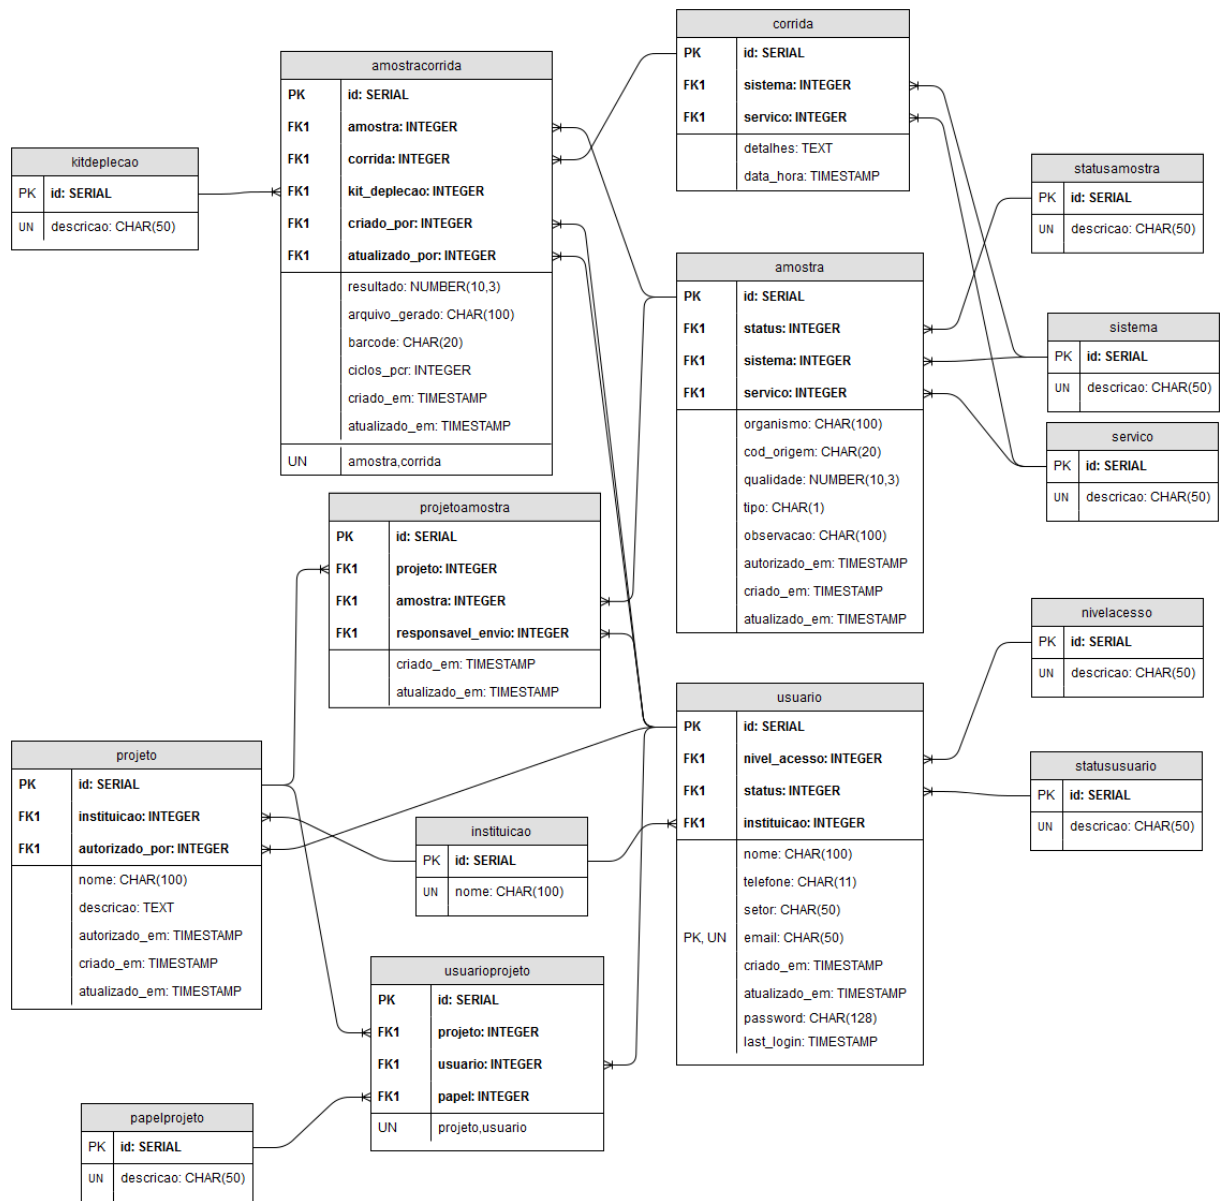 kitdeplecao
PK id: SERIAL
UN descricao: CHAR(50)
amostracorrida
PK id: SERIAL
FK1 amostra: INTEGER
FK1 corrida: INTEGER
FK1 kit_deplecao: INTEGER
FK1 criado_por: INTEGER
FK1 atualizado_por: INTEGER
resultado: NUMBER(10,3)
arquivo_gerado: CHAR(100)
barcode: CHAR(20)
ciclos_pcr: INTEGER
criado_em: TIMESTAMP
atualizado_em: TIMESTAMP
UN amostra,corrida
corrida
PK id: SERIAL
FK1 sistema: INTEGER
FK1 servico: INTEGER
detalhes: TEXT
data_hora: TIMESTAMP
statusamostra
PK id: SERIAL
UN descricao: CHAR(50)
amostra
PK id: SERIAL
FK1 status: INTEGER
FK1 sistema: INTEGER
FK1 servico: INTEGER
organismo: CHAR(100)
cod_origem: CHAR(20)
qualidade: NUMBER(10,3)
tipo: CHAR(1)
observacao: CHAR(100)
autorizado_em: TIMESTAMP
criado_em: TIMESTAMP
atualizado_em: TIMESTAMP
sistema
PK id: SERIAL
UN descricao: CHAR(50)
servico
PK id: SERIAL
UN descricao: CHAR(50)
projetoamostra
PK id: SERIAL
FK1 projeto: INTEGER
FK1 amostra: INTEGER
FK1 responsavel_envio: INTEGER
criado_em: TIMESTAMP
atualizado_em: TIMESTAMP
nivelacesso
PK id: SERIAL
UN descricao: CHAR(50)
usuario
PK id: SERIAL
FK1 nivel_acesso: INTEGER
FK1 status: INTEGER
FK1 instituicao: INTEGER
nome: CHAR(100)
telefone: CHAR(11)
setor: CHAR(50)
PK, UN email: CHAR(50)
criado_em: TIMESTAMP
atualizado_em: TIMESTAMP
password: CHAR(128)
last_login: TIMESTAMP
statususuario
PK id: SERIAL
UN descricao: CHAR(50)
projeto
PK id: SERIAL
FK1 instituicao: INTEGER
FK1 autorizado_por: INTEGER
nome: CHAR(100)
descricao: TEXT
autorizado_em: TIMESTAMP
criado_em: TIMESTAMP
atualizado_em: TIMESTAMP
instituicao
PK id: SERIAL
UN nome: CHAR(100)
usuarioprojeto
PK id: SERIAL
FK1 projeto: INTEGER
FK1 usuario: INTEGER
FK1 papel: INTEGER
UN projeto,usuario
papelprojeto
PK id: SERIAL
UN descricao: CHAR(50)